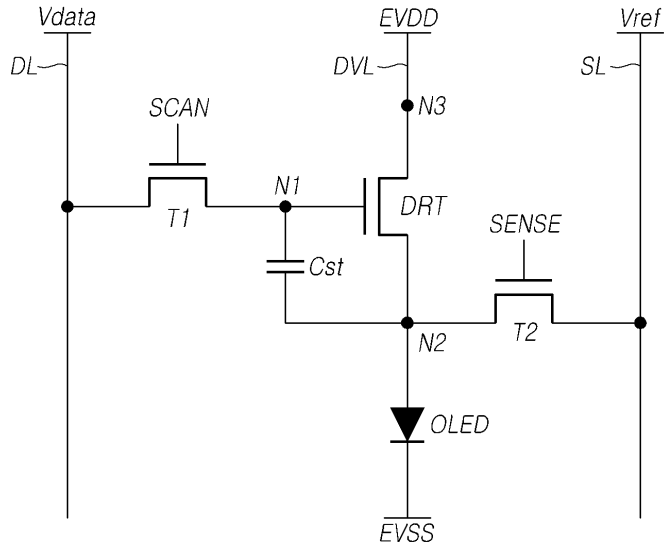 Vdata
EVDD
Vref
DL
DVL
SL
N3
SCAN
N1
DRT
T1
SENSE
Cst
T2
N2
OLED
EVSS